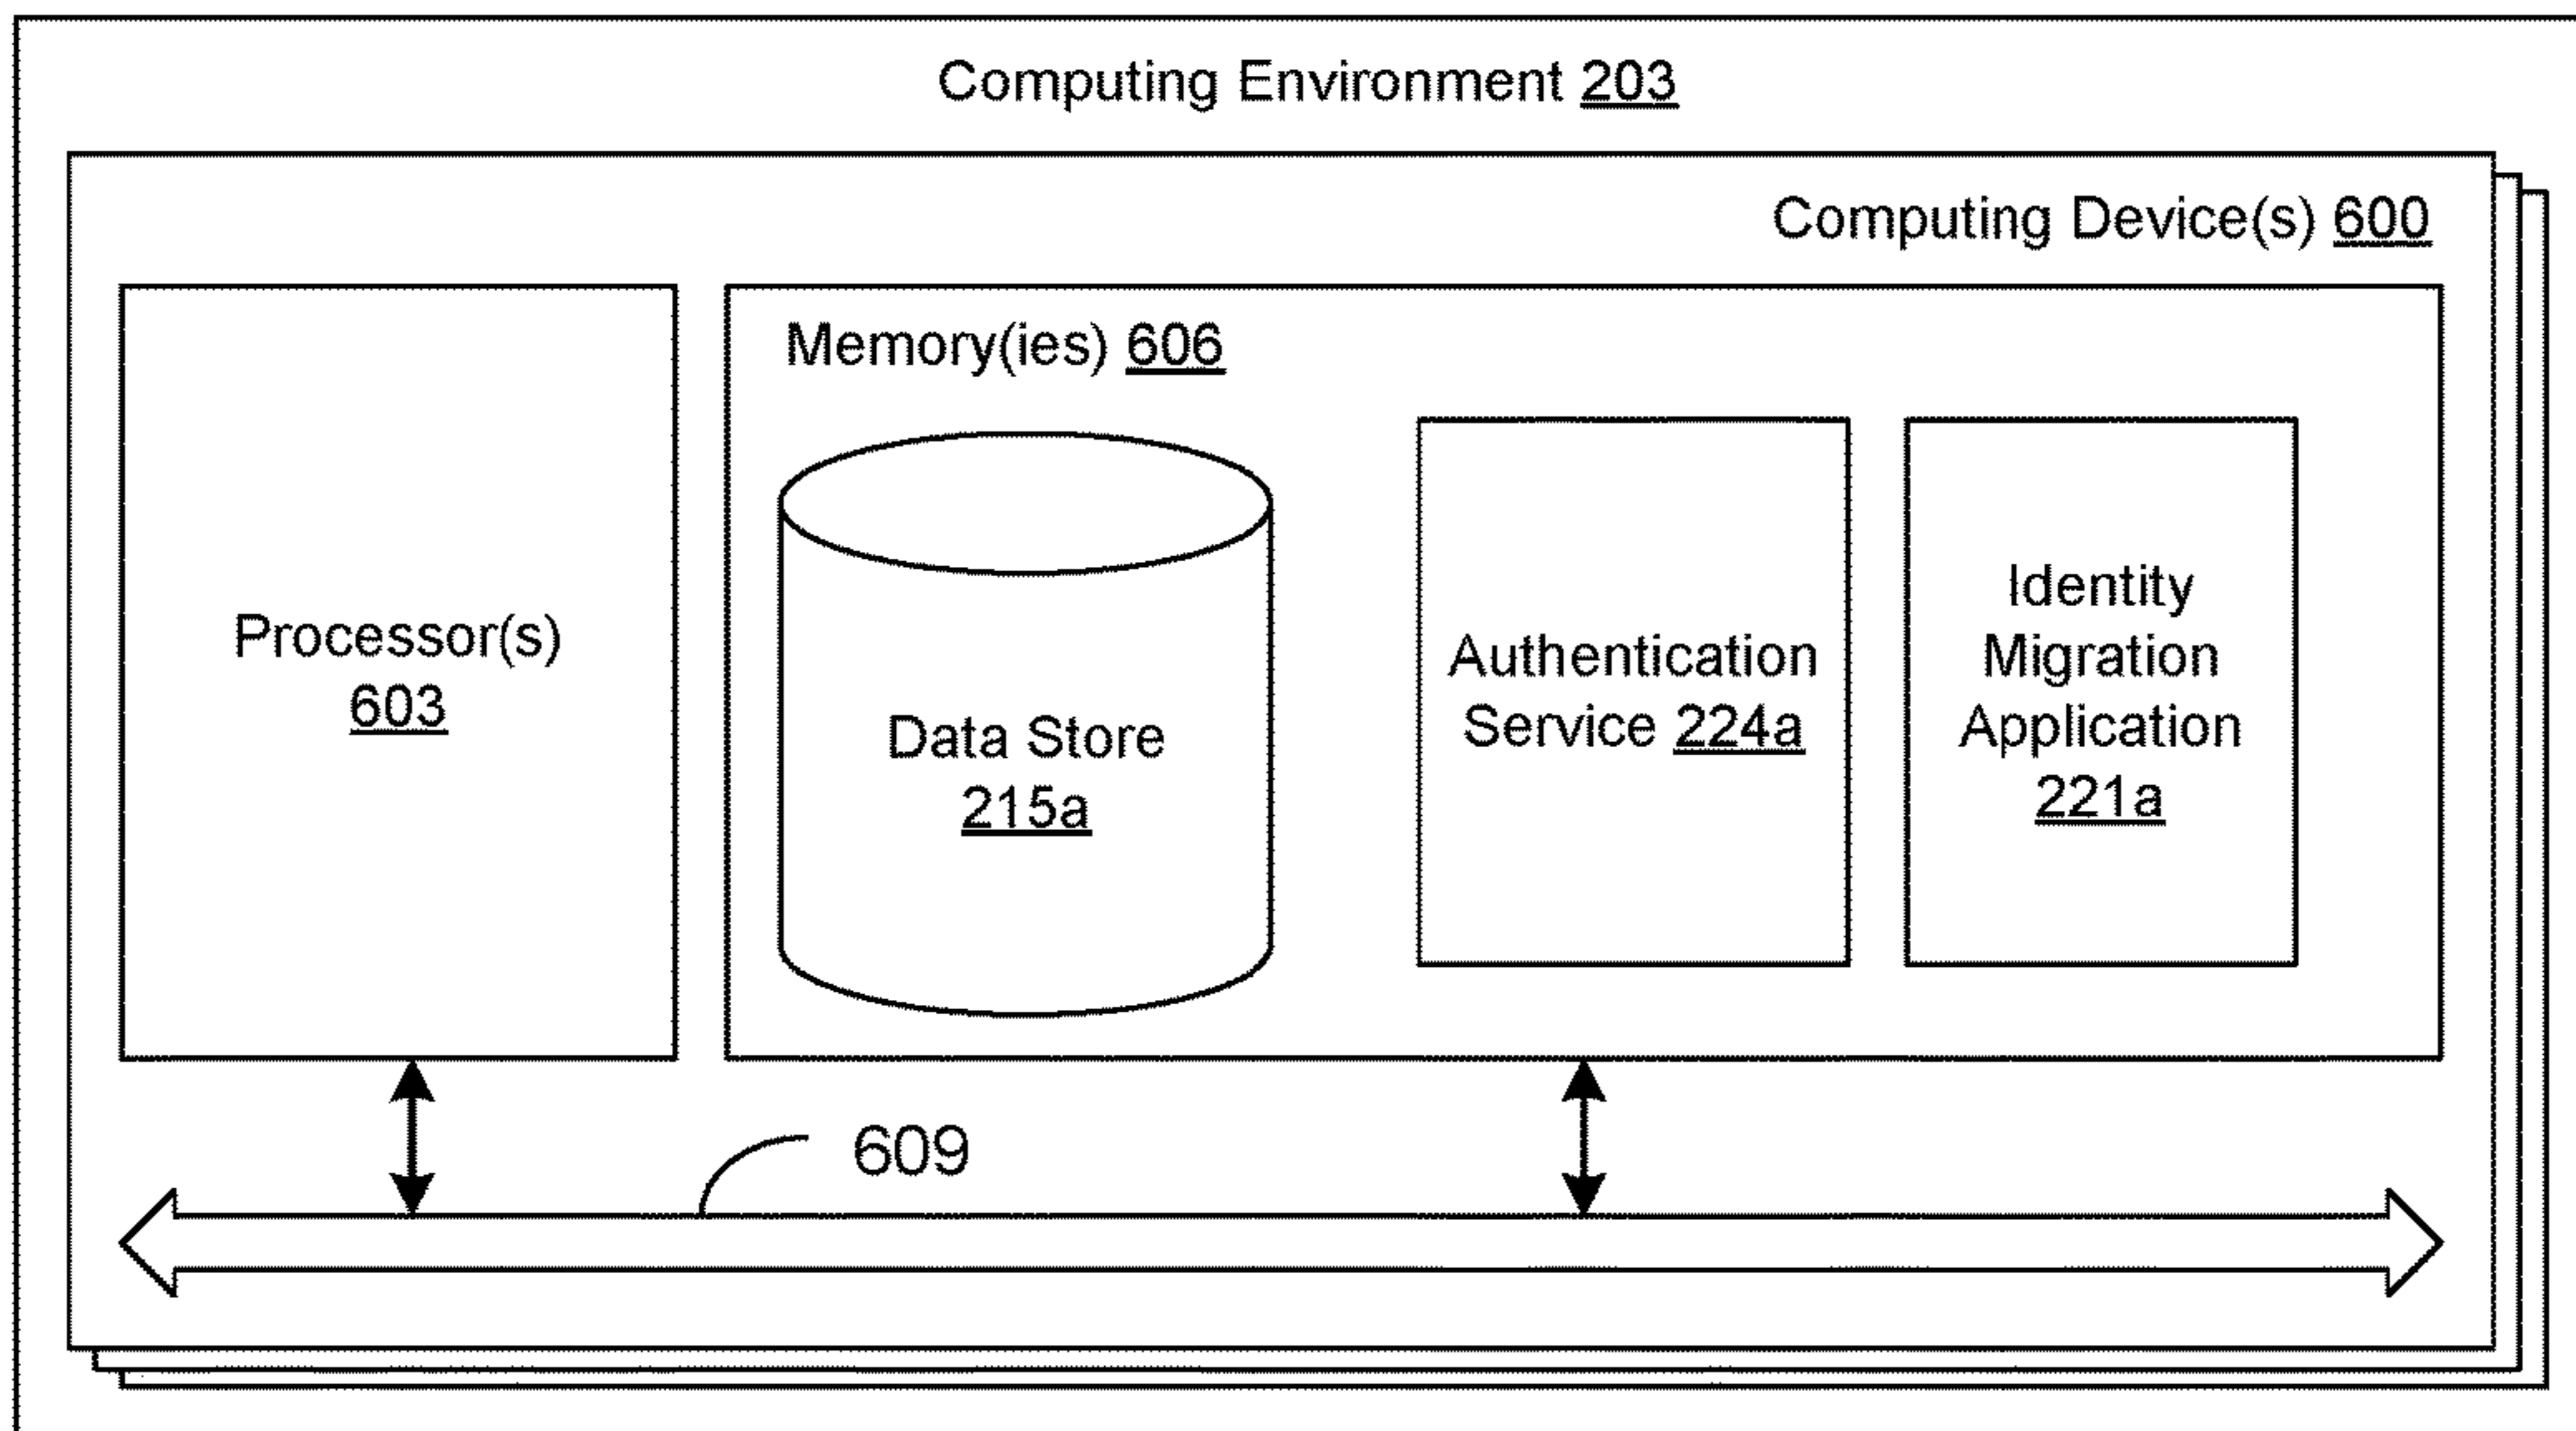 Computing Environment 203
Computing Device(s) 600
Memory(ies) 606
Processor(s)
603
Data Store
215a
Authentication
Service 224a
Identity
Migration
Application
221a
609